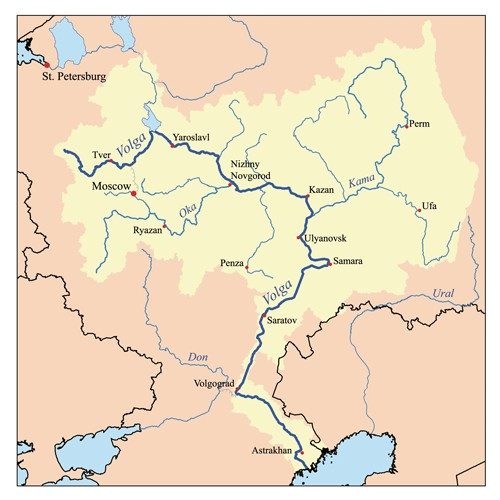 St. Petersburg
Volga
Yaroslavl
Tver
Perm
Nizhny
Novgorod
Moscow
Kama
Kazan
Oka
Ufa
Ryazan
Ulyanovsk
Penza
Samara
Volga
Ural
Saratov
Don
Volgograd
Astrakhan